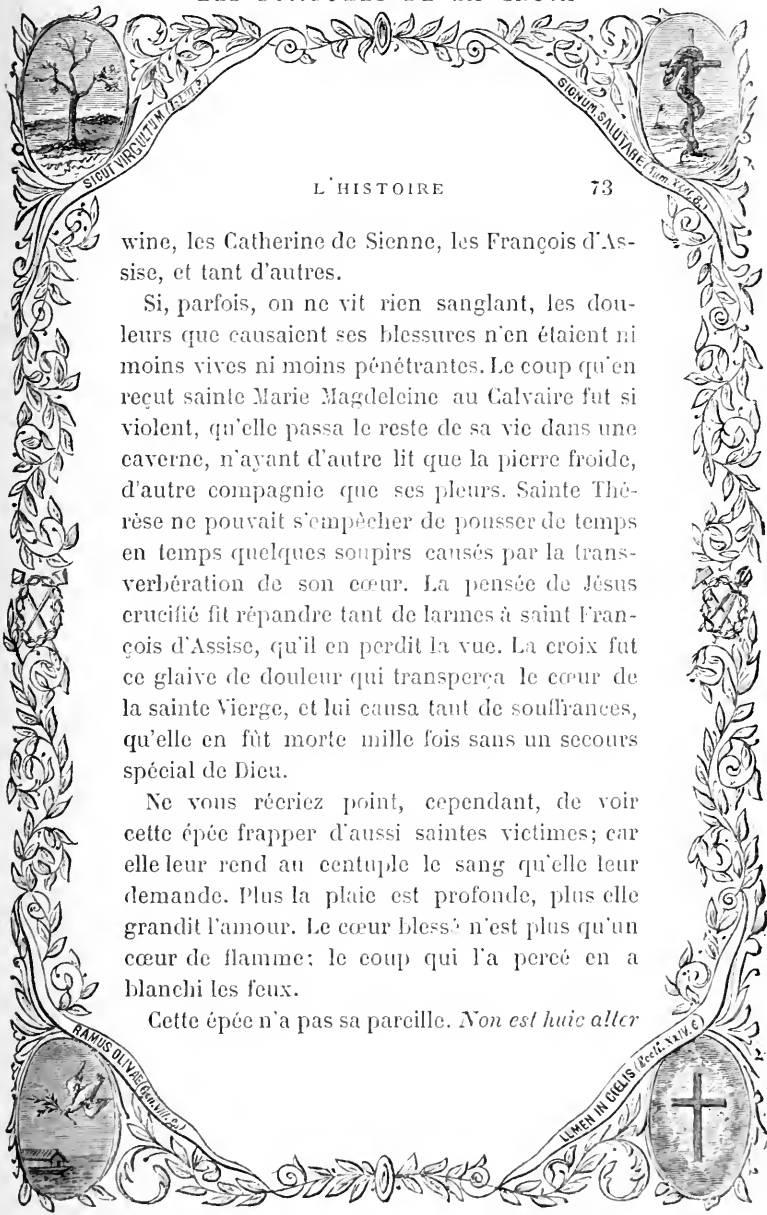 SICUT VIRCULTUM
SIGNUM SALUTARE
L'HISTOIRE 73
wine, les Catherine de Sienne, les François d'As-
sise, et tant d'autres.
Si, parfois, on ne vit rien sanglant, les dou-
leurs que causaient ses blessures n'en étaient ni
moins vives ni moins pénétrantes. Le coup qu'en
reçut sainte Marie Magdeleine au Calvaire fut si
violent, qu'elle passa le reste de sa vie dans une
caverne, n'ayant d'autre lit que la pierre froide,
d'autre compagnie que ses pleurs. Sainte Thé-
rèse ne pouvait s'empêcher de pousser de temps
en temps quelques soupirs causés par la trans-
verbération de son cœur. La pensée de Jésus
crucifié fit répandre tant de larmes à saint Fran-
çois d'Assise, qu'il en perdit la vue. La croix fut
ce glaive de douleur qui transperça le cœur de
la sainte Vierge, et lui causa tant de souffrances,
qu'elle en fût morte mille fois sans un secours
spécial de Dieu.
Ne vous récriez point, cependant, de voir
cette épée frapper d'aussi saintes victimes; car
elle leur rend au centuple le sang qu'elle leur
demande. Plus la plaie est profonde, plus elle
grandit l'amour. Le cœur blessé n'est plus qu'un
cœur de flamme; le coup qui l'a percé en a
blanchi les feux.
Cette épée n'a pas sa pareille. Non est huic alter
RAMUS OLIVAE
LUMEN IN CŒLIS (Eccli. XXIV. 6)